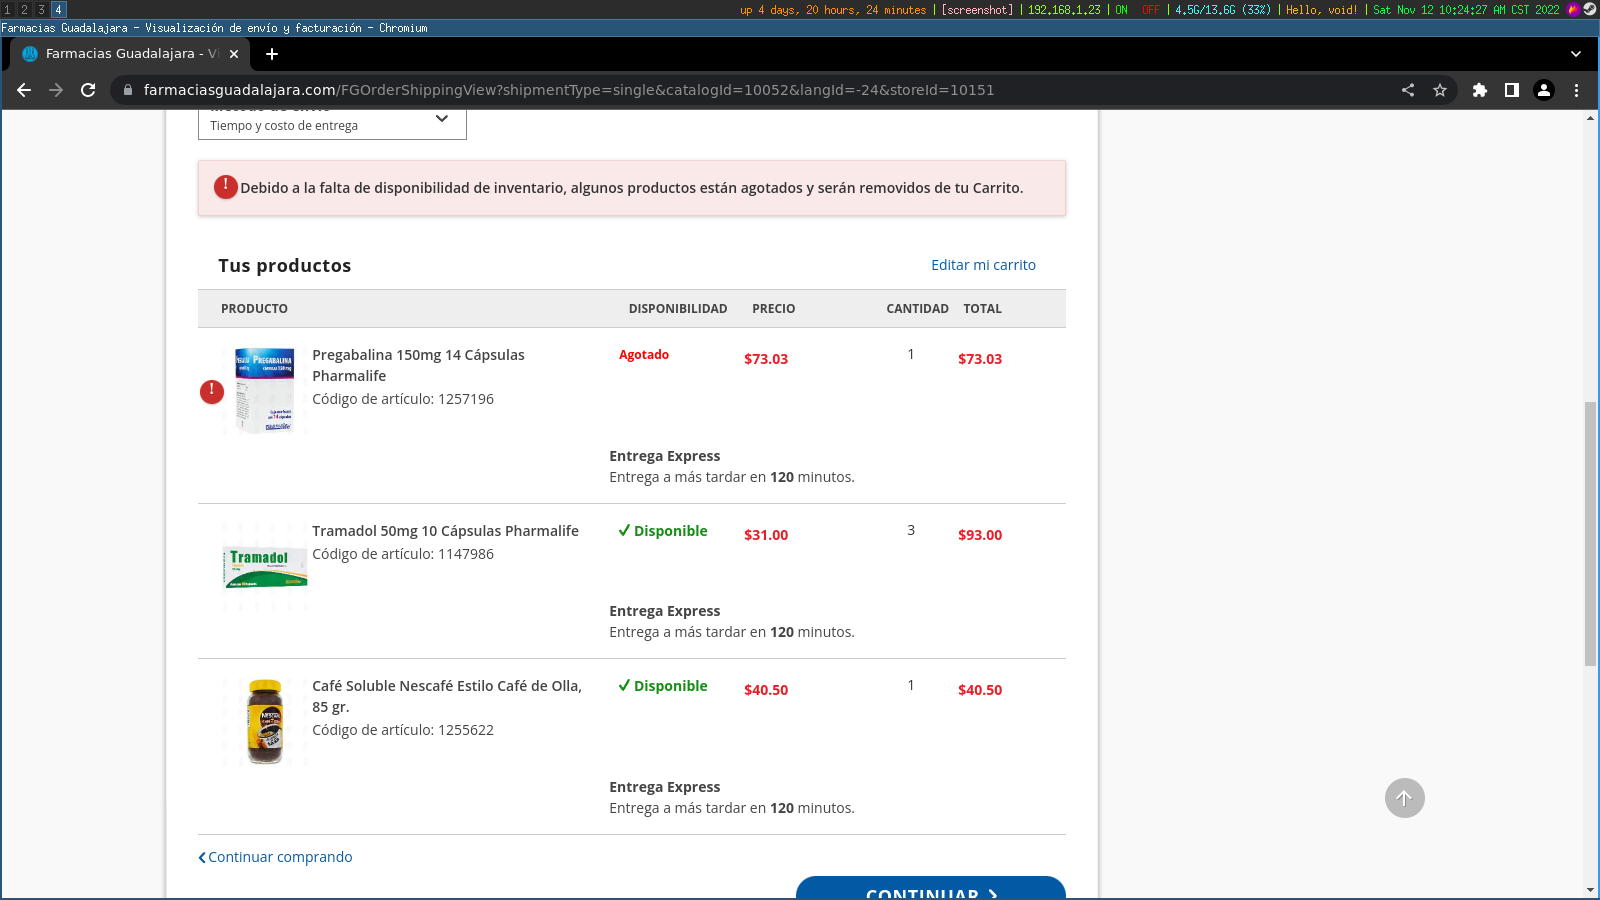 1 2 3 4
up 4 days, 20 hours, 24 minutes | [screenshot] | 192.168.1.23 | ON OFF | 4.5G/13.6G (33%) | Hello, void! | Sat Nov 12 10:24:27 AM CST 2022
Farmacias Guadalajara - Visualización de envío y facturación - Chromium
Farmacias Guadalajara - Vi
farmaciasguadalajara.com/FGOrderShippingView?shipmentType=single&catalogId=10052&langId=-24&storeId=10151
Método de envío
Tiempo y costo de entrega
Debido a la falta de disponibilidad de inventario, algunos productos están agotados y serán removidos de tu Carrito.
Tus productos
Editar mi carrito
PRODUCTO DISPONIBILIDAD PRECIO CANTIDAD TOTAL
Pregabalina 150mg 14 Cápsulas Agotado $73.03 1 $73.03
Pharmalife
Código de artículo: 1257196
PREGABALINA
Entrega Express
Entrega a más tardar en 120 minutos.
Tramadol 50mg 10 Cápsulas Pharmalife Disponible $31.00 3 $93.00
Código de artículo: 1147986
Tramadol
Entrega Express
Entrega a más tardar en 120 minutos.
Café Soluble Nescafé Estilo Café de Olla, Disponible $40.50 1 $40.50
85 gr.
Código de artículo: 1255622
Entrega Express
Entrega a más tardar en 120 minutos.
Continuar comprando
CONTINUAR